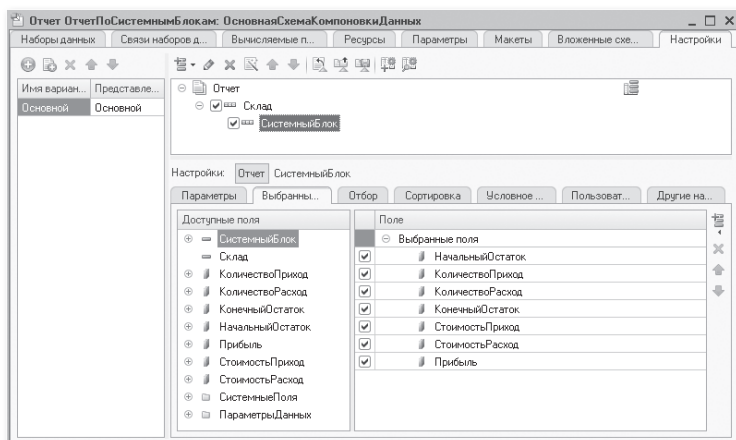 Отчет ОтчетПоСистемнымБлокам: ОсновнаяСхемаКомпоновкиДанных
Наборы данных
Связи наборов д...
Вычисляемые п...
Ресурсы
Параметры
Макеты
Вложенные схе...
Настройки
Имя вариан...
Представле...
Основной
Основной
Отчет
Склад
СистемныйБлок
Настройки:
Отчет
СистемныйБлок
Параметры
Выбранны...
Отбор
Сортировка
Условное ...
Пользоват...
Другие на...
Доступные поля
СистемныйБлок
Склад
КоличествоПриход
КоличествоРасход
КонечныйОстаток
НачальныйОстаток
Прибыль
СтоимостьПриход
СтоимостьРасход
СистемныеПоля
ПараметрыДанных
Поле
Выбранные поля
НачальныйОстаток
КоличествоПриход
КоличествоРасход
КонечныйОстаток
СтоимостьПриход
СтоимостьРасход
Прибыль